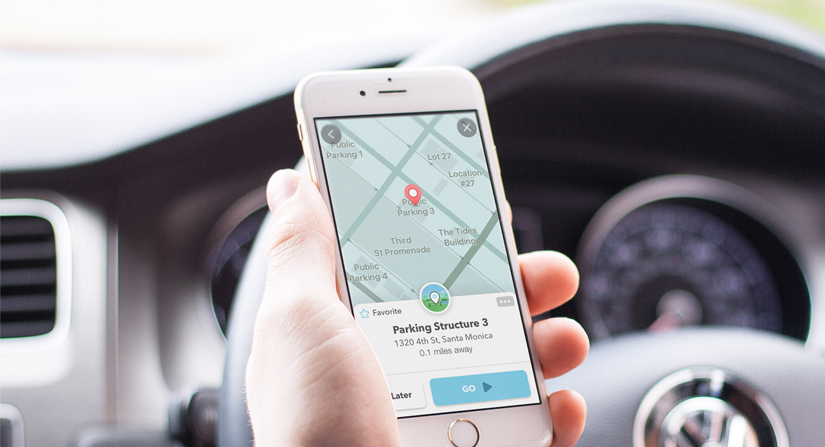 Public
Parking 1
Lot 27
Location
#27
Public
Parking 3
The Tides
Building
Third
St Promenade
Public
Parking 4
Favorite
Parking Structure 3
1320 4th St, Santa Monica
0.1 miles away
Later
GO